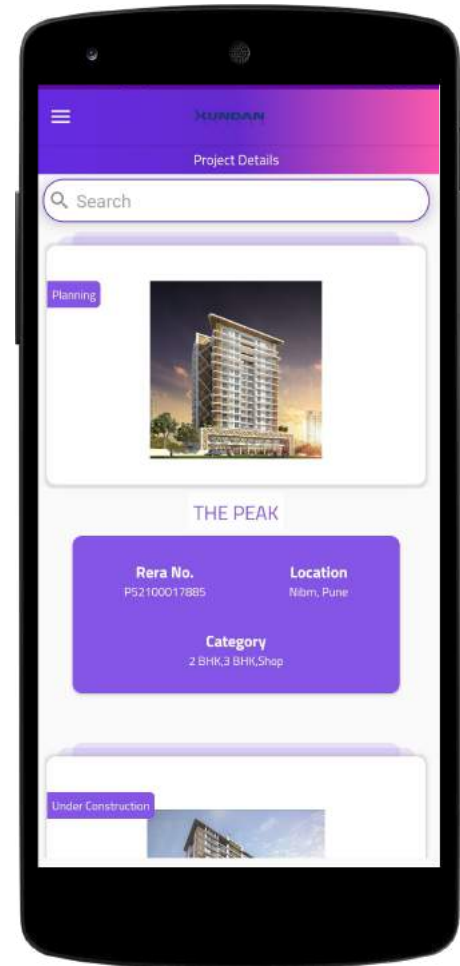 XUNDAN
Project Details
Search
Planning
THE PEAK
Rera No.
P52100017885
Location
Nibm, Pune
Category
2 BHK,3 BHK,Shop
Under Construction